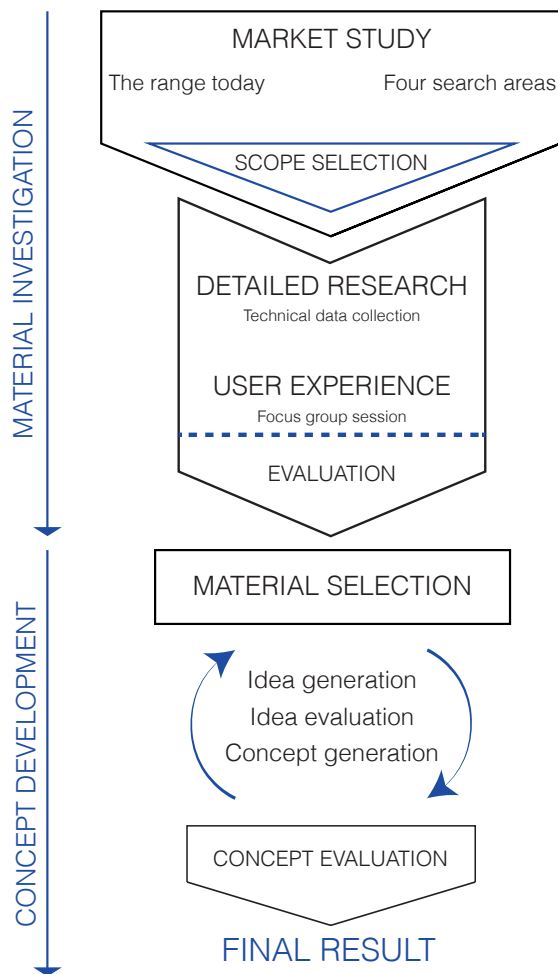 MATERIAL INVESTIGATION
MARKET STUDY
The range today
Four search areas
SCOPE SELECTION
DETAILED RESEARCH
Technical data collection
USER EXPERIENCE
Focus group session
EVALUATION
CONCEPT DEVELOPMENT
MATERIAL SELECTION
Idea generation
Idea evaluation
Concept generation
CONCEPT EVALUATION
FINAL RESULT